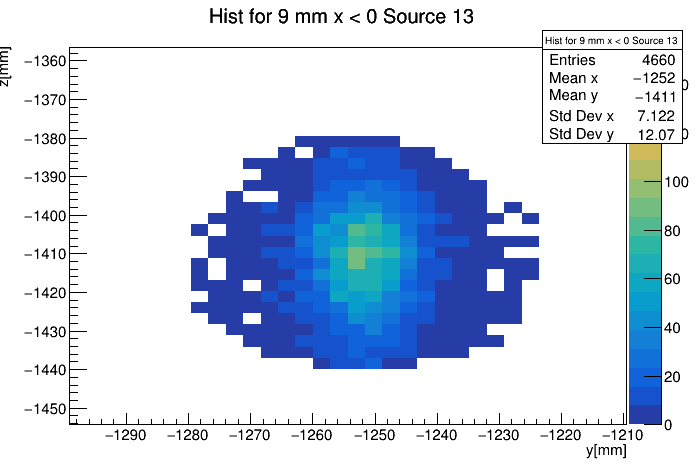 Hist for 9 mm x < 0 Source 13
z[mm]
Hist for 9 mm x < 0 Source 13
Entries 4660
Mean x −1252
Mean y −1411
Std Dev x 7.122
Std Dev y 12.07
−1360
−1370
−1380
−1390
−1400
−1410
−1420
−1430
−1440
−1450
100
80
60
40
20
0
−1290 −1280 −1270 −1260 −1250 −1240 −1230 −1220 −1210
y[mm]